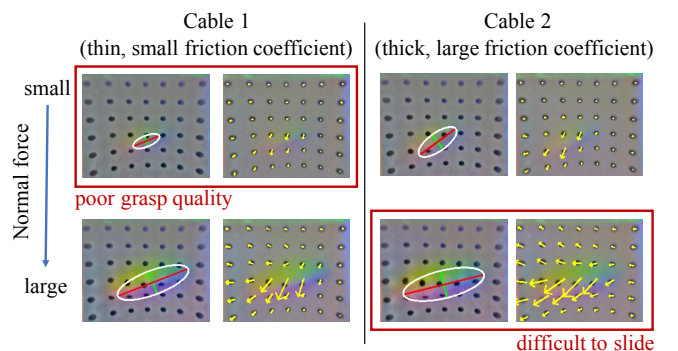 Cable 1
(thin, small friction coefficient)
Cable 2
(thick, large friction coefficient)
Normal force
small
large
poor grasp quality
difficult to slide